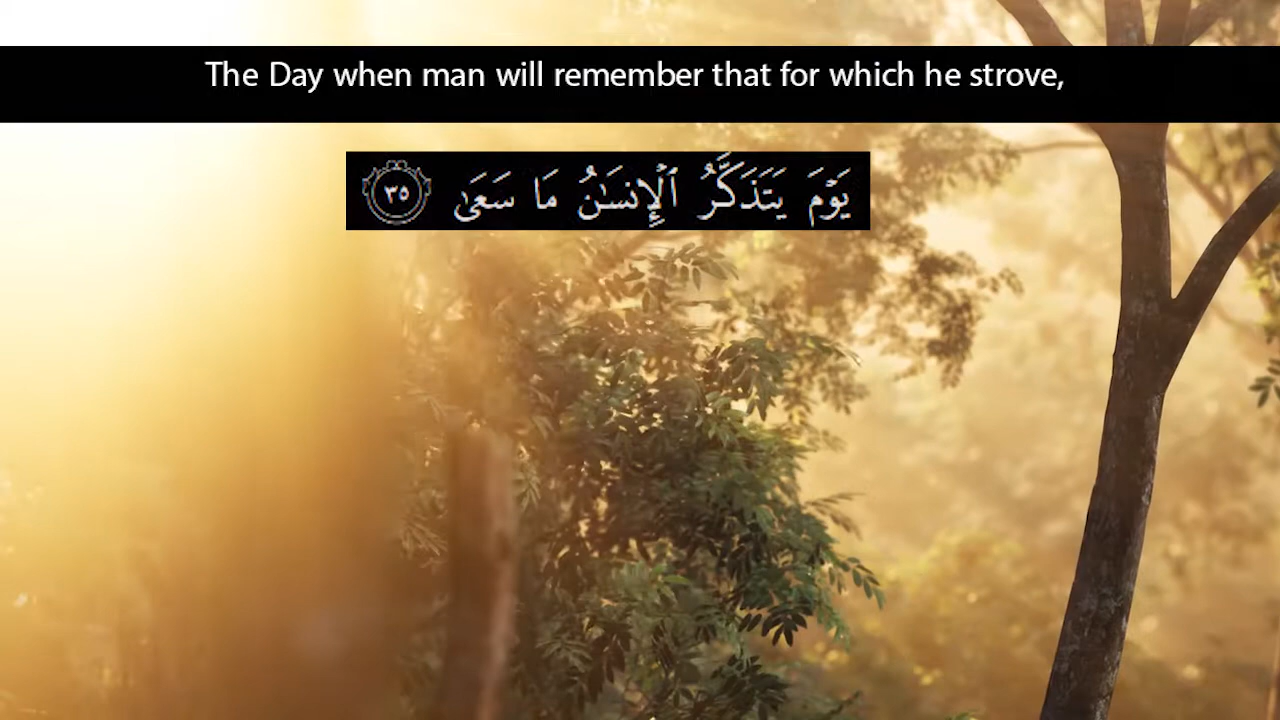 The Day when man will remember that for which he strove,
يَوْمَ يَتَذَكَّرُ ٱلْإِنسَٰنُ مَا سَعَىٰ ٣٥